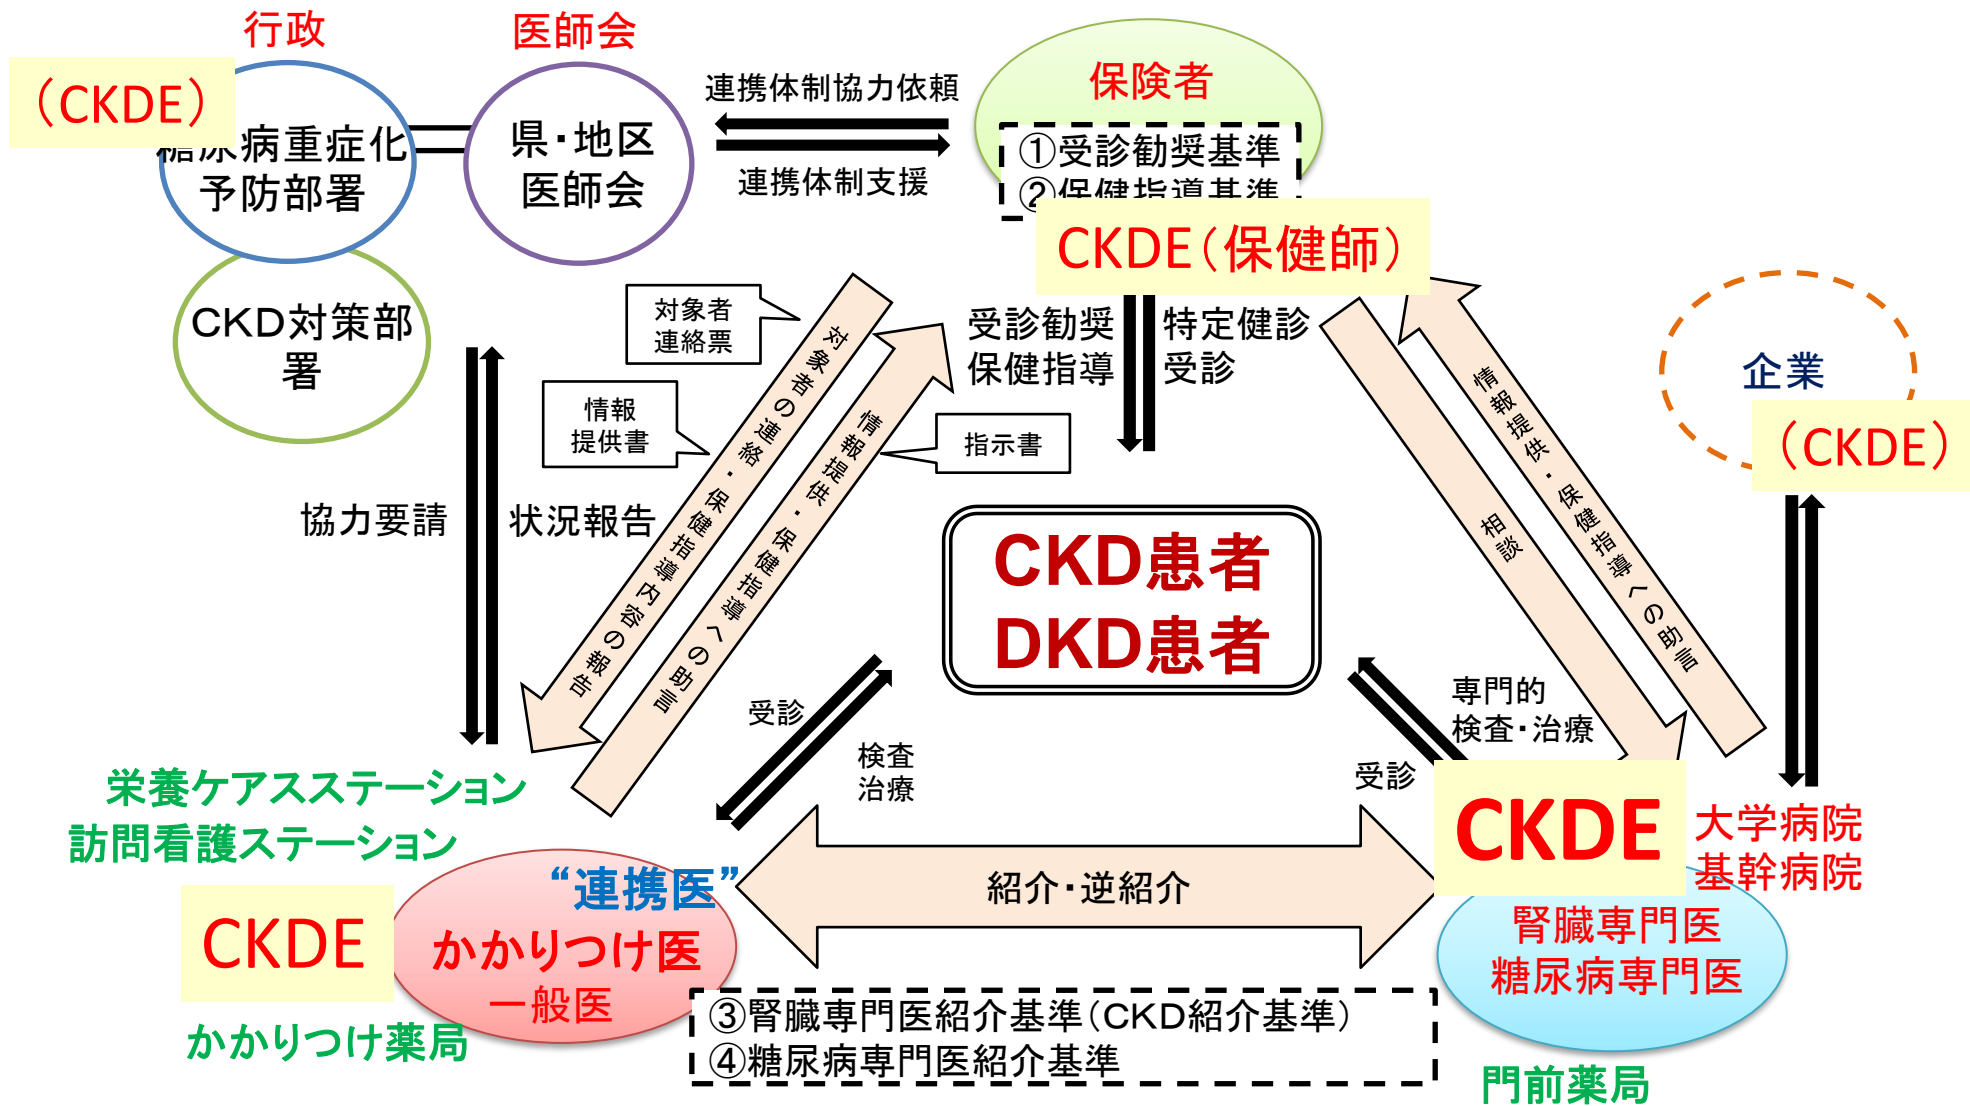 行政
医師会
（CKDE）
糖尿病重症化
予防部署
県・地区
医師会
連携体制協力依頼
連携体制支援
保険者
①受診勧奨基準
②保健指導基準
CKDE（保健師）
CKD対策部
署
対象者
連絡票
情報
提供書
指示書
受診勧奨
保健指導
特定健診
受診
企業
（CKDE）
協力要請
状況報告
対象者の連絡・保健指導内容の報告
情報提供・保健指導への助言
相談
情報提供・保健指導への助言
CKD患者
DKD患者
受診
検査
治療
専門的
検査・治療
受診
栄養ケアスステーション
訪問看護ステーション
CKDE
“連携医”
かかりつけ医
一般医
かかりつけ薬局
紹介・逆紹介
CKDE
大学病院
基幹病院
腎臓専門医
糖尿病専門医
③腎臓専門医紹介基準（CKD紹介基準）
④糖尿病専門医紹介基準
門前薬局